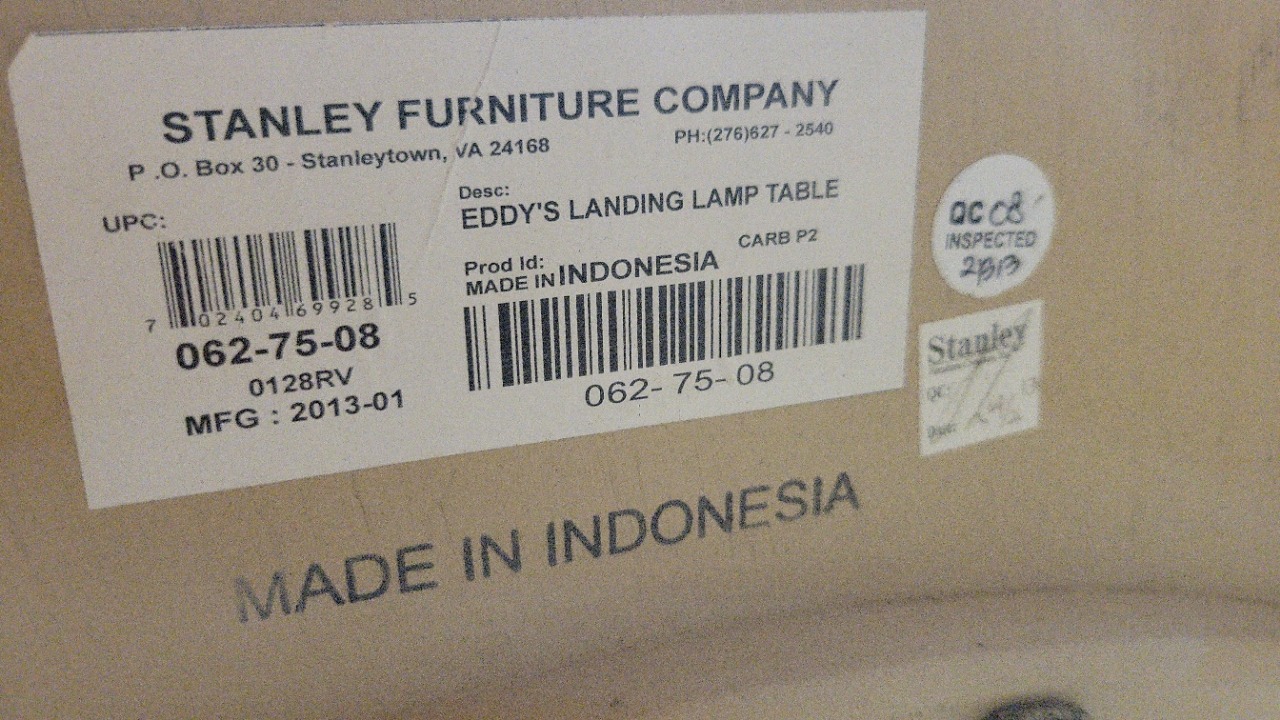 STANLEY FURNITURE COMPANY
P .O. Box 30 - Stanleytown, VA 24168
PH:(276)627 - 2540
UPC:
7 02404 69928 5
062-75-08
0128RV
MFG : 2013-01
Desc:
EDDY'S LANDING LAMP TABLE
CARB P2
Prod Id:
MADE IN INDONESIA
062- 75- 08
QC C8
INSPECTED
Stanley
QC:
Date:
MADE IN INDONESIA